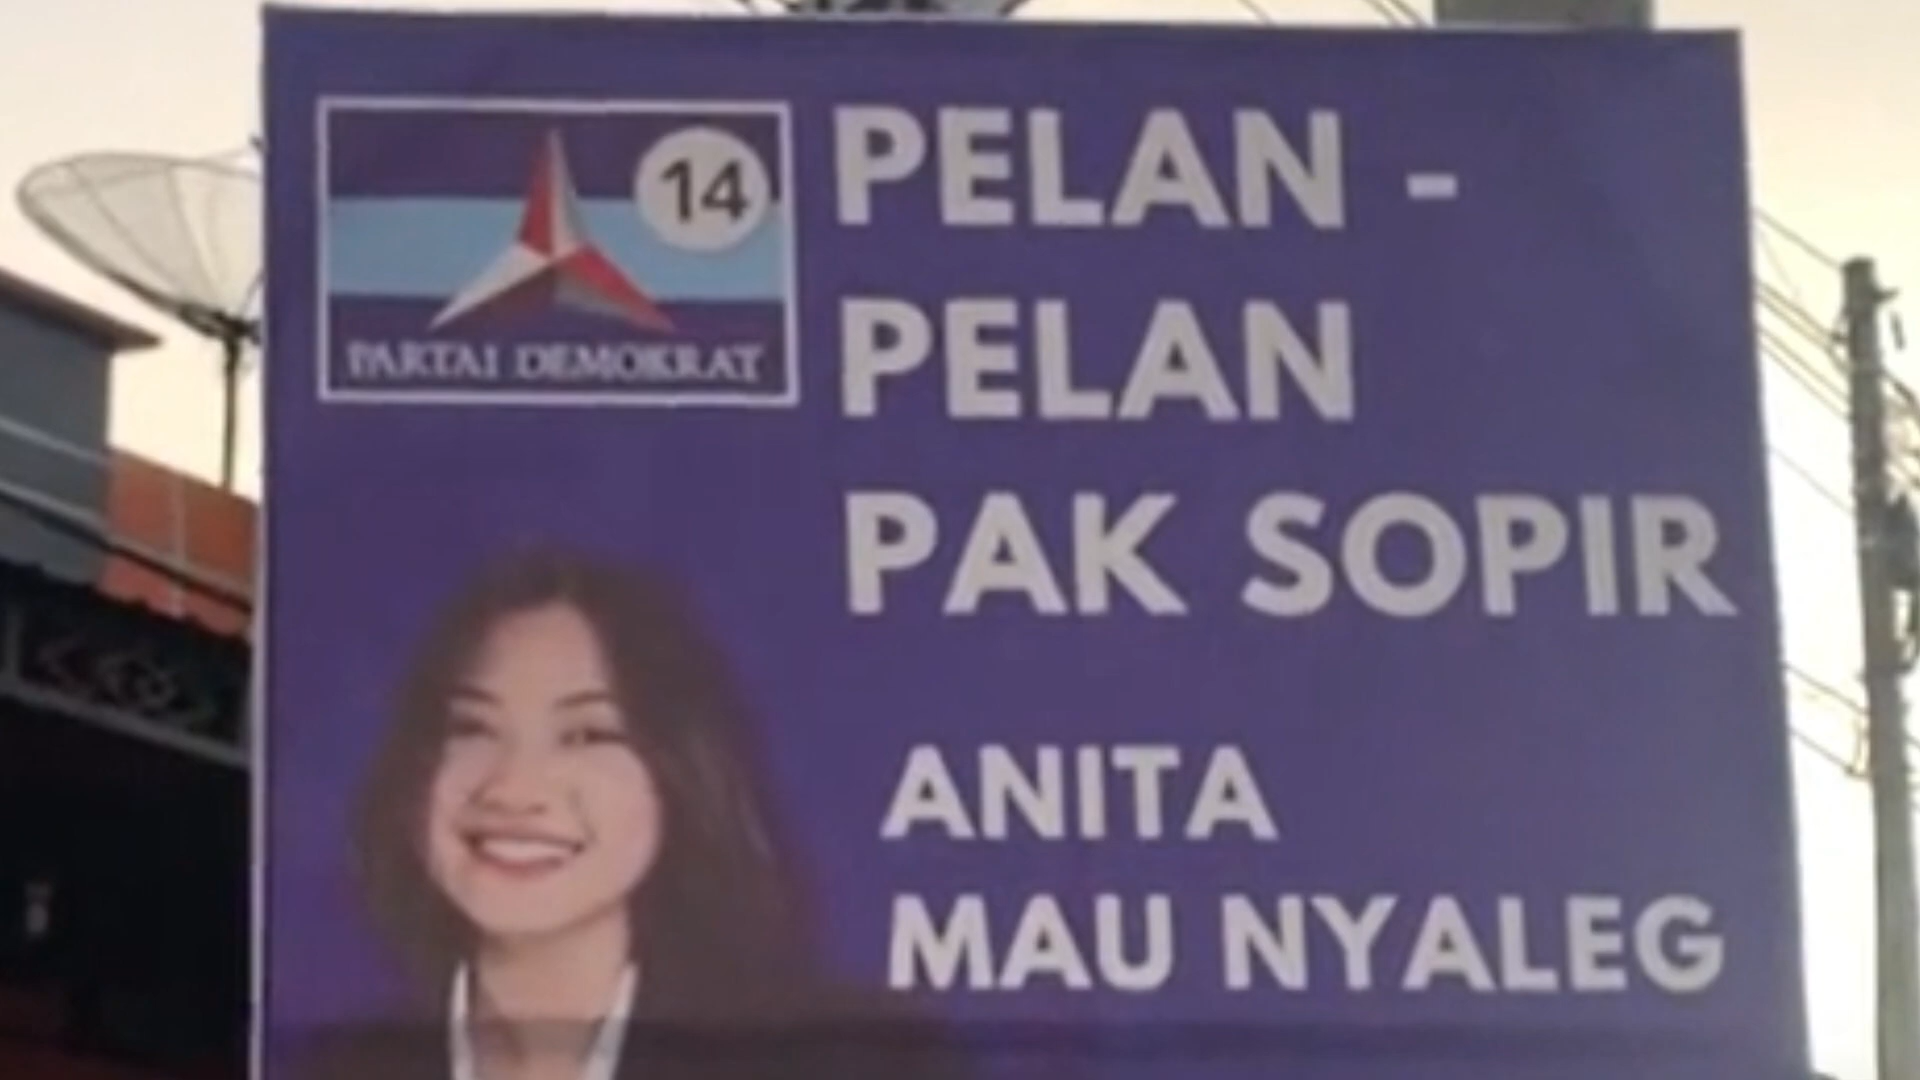 14
PARTAI DEMOKRAT
PELAN -
PELAN
PAK SOPIR
ANITA
MAU NYALEG